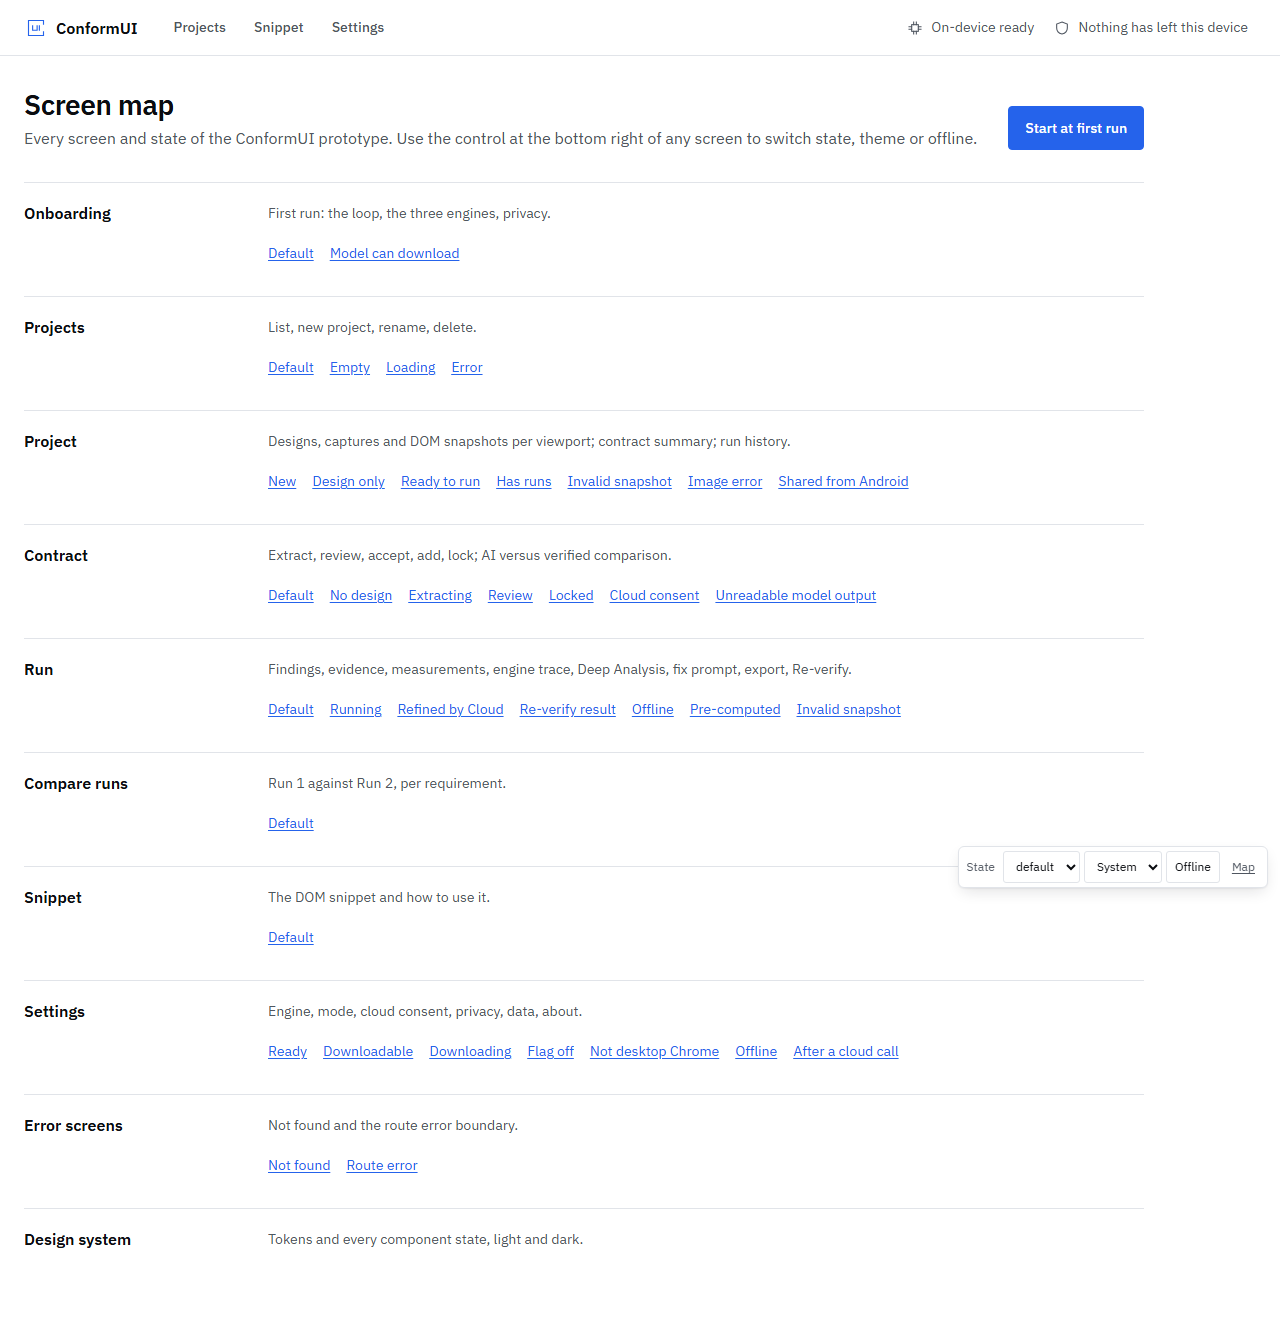 UI ConformUI Projects Snippet Settings On-device ready Nothing has left this device
Screen map
Every screen and state of the ConformUI prototype. Use the control at the bottom right of any screen to switch state, theme or offline.
Start at first run
Onboarding First run: the loop, the three engines, privacy.
Default Model can download
Projects List, new project, rename, delete.
Default Empty Loading Error
Project Designs, captures and DOM snapshots per viewport; contract summary; run history.
New Design only Ready to run Has runs Invalid snapshot Image error Shared from Android
Contract Extract, review, accept, add, lock; AI versus verified comparison.
Default No design Extracting Review Locked Cloud consent Unreadable model output
Run Findings, evidence, measurements, engine trace, Deep Analysis, fix prompt, export, Re-verify.
Default Running Refined by Cloud Re-verify result Offline Pre-computed Invalid snapshot
Compare runs Run 1 against Run 2, per requirement.
Default
State default System Offline Map
Snippet The DOM snippet and how to use it.
Default
Settings Engine, mode, cloud consent, privacy, data, about.
Ready Downloadable Downloading Flag off Not desktop Chrome Offline After a cloud call
Error screens Not found and the route error boundary.
Not found Route error
Design system Tokens and every component state, light and dark.